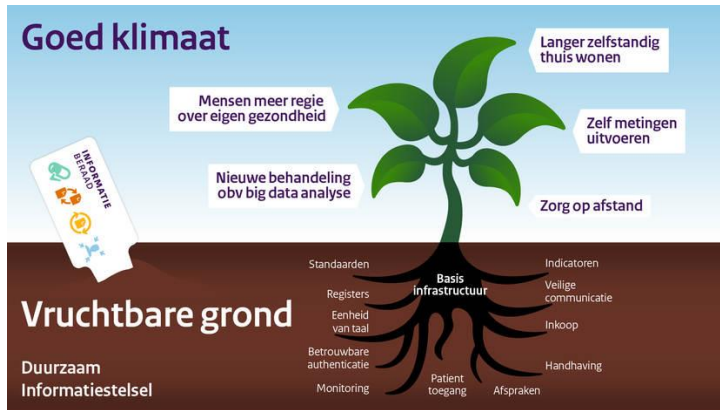 Goed klimaat
Langer zelfstandig
thuis wonen
Mensen meer regie
over eigen gezondheid
Zelf metingen
uitvoeren
Nieuwe behandeling
obv big data analyse
Zorg op afstand
INFORMATIE
BERAAD
Standaarden
Registers
Eenheid
van taal
Betrouwbare
authenticatie
Monitoring
Basis
infrastructuur
Patient
toegang
Indicatoren
Veilige
communicatie
Inkoop
Handhaving
Afspraken
Vruchtbare grond
Duurzaam
Informatiestelsel